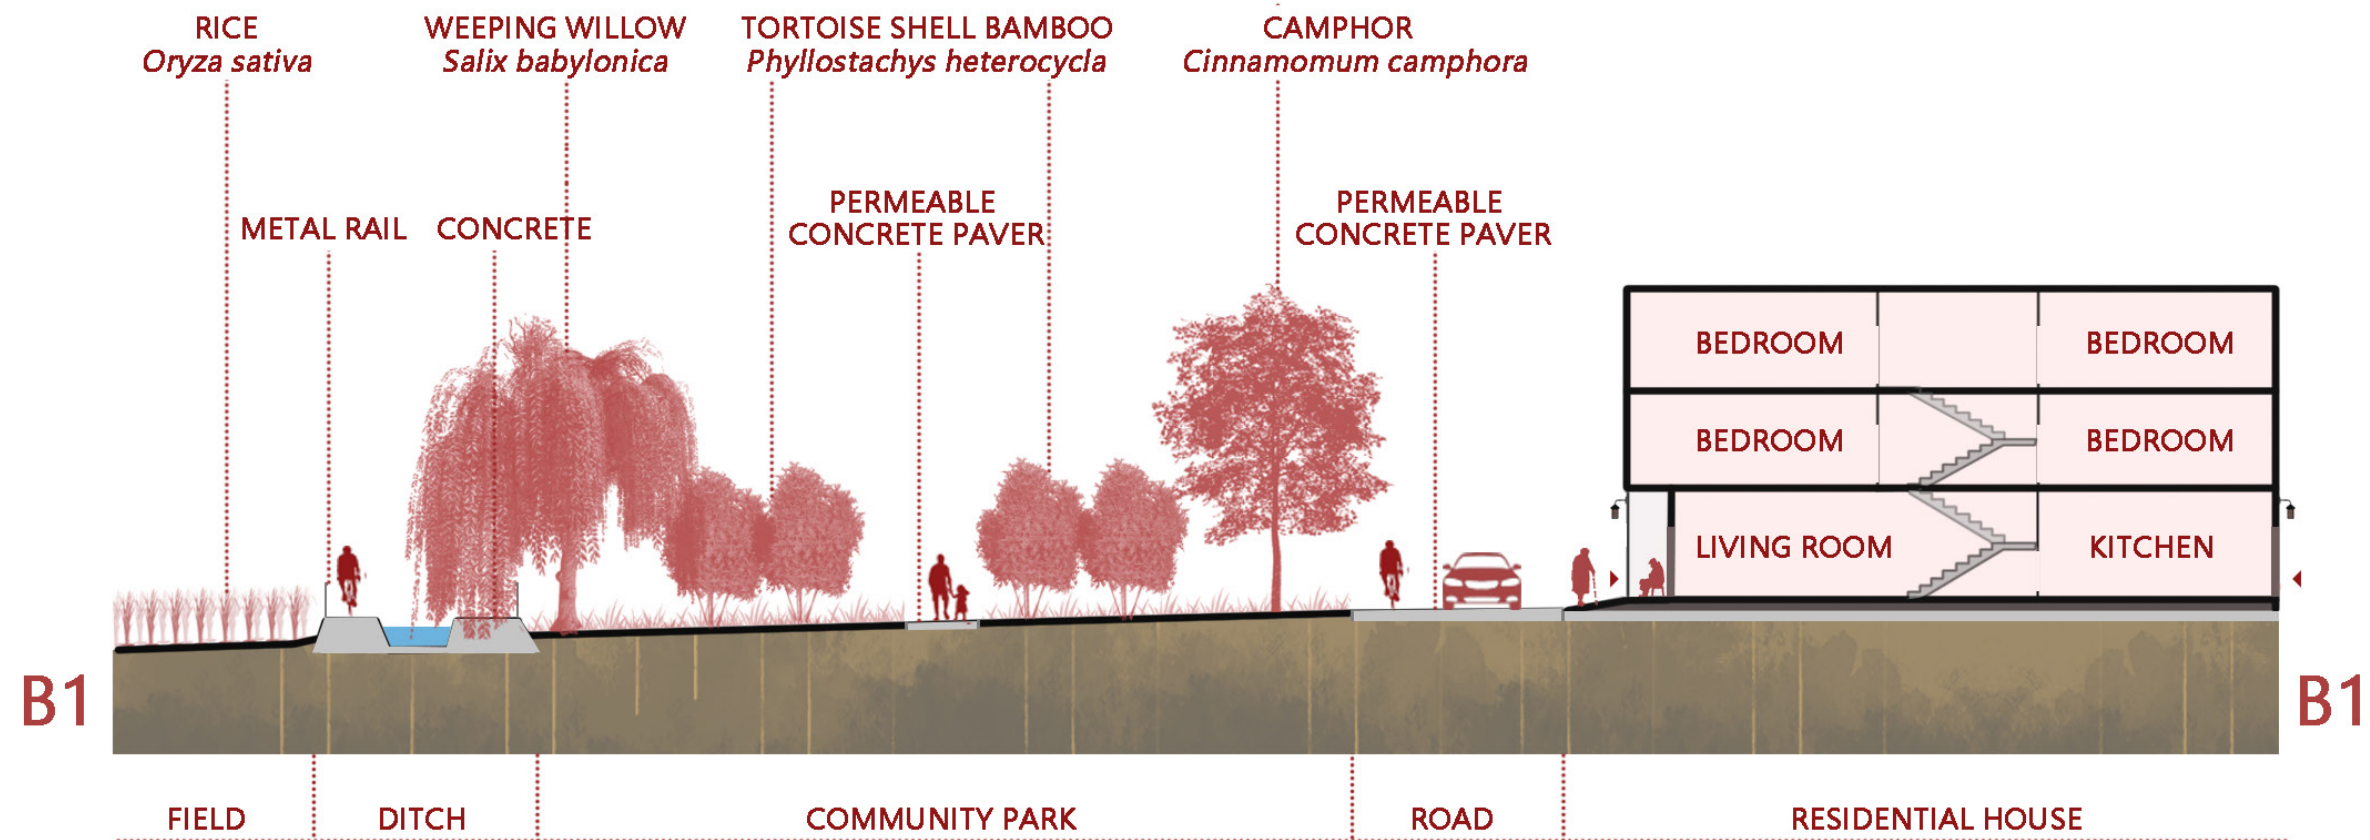 RICE
Oryza sativa
WEEPING WILLOW
Salix babylonica
TORTOISE SHELL BAMBOO
Phyllostachys heterocycla
CAMPHOR
Cinnamomum camphora
METAL RAIL
CONCRETE
PERMEABLE
CONCRETE PAVER
PERMEABLE
CONCRETE PAVER
BEDROOM
BEDROOM
BEDROOM
BEDROOM
LIVING ROOM
KITCHEN
B1
B1
FIELD
DITCH
COMMUNITY PARK
ROAD
RESIDENTIAL HOUSE